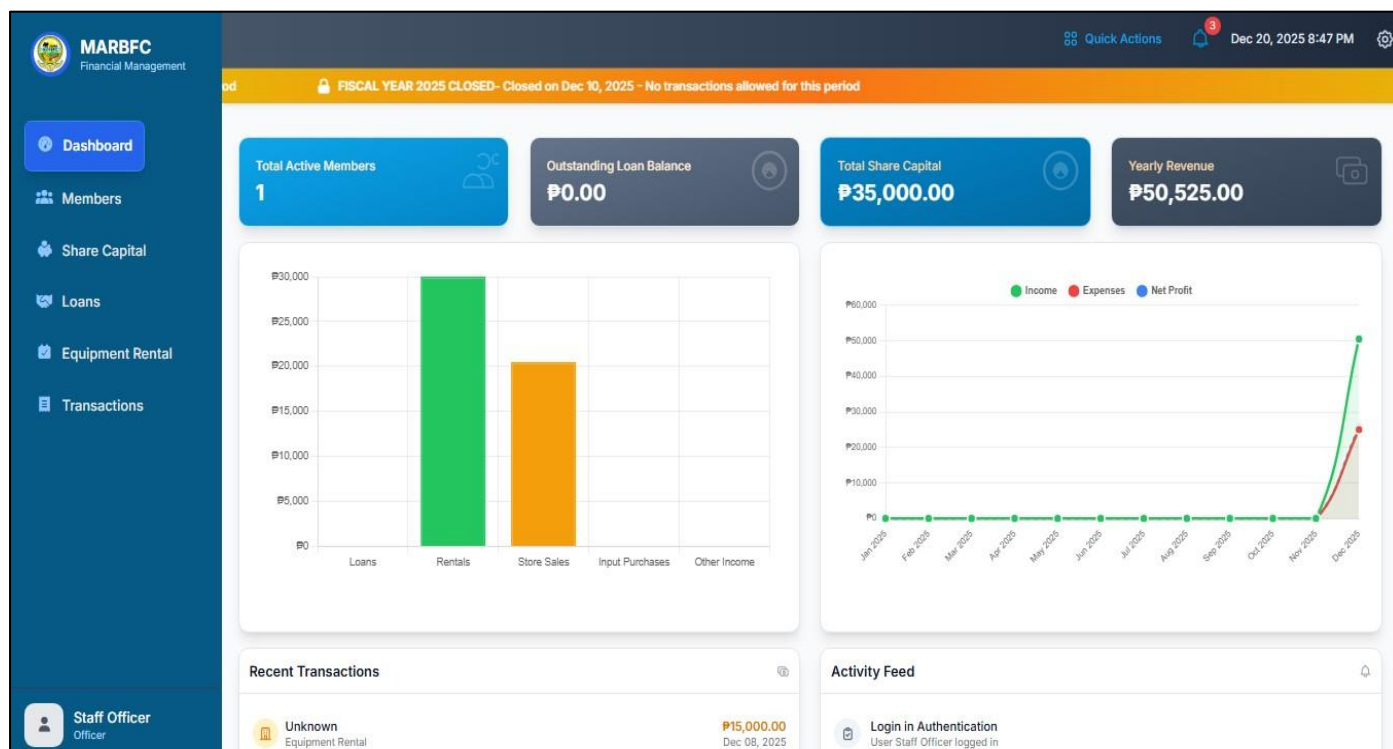 MARBFC
Financial Management
Dashboard
Members
Share Capital
Loans
Equipment Rental
Transactions
Staff Officer
Officer
3
Quick Actions
Dec 20, 2025 8:47 PM
od
FISCAL YEAR 2025 CLOSED- Closed on Dec 10, 2025 - No transactions allowed for this period
Total Active Members
1
Outstanding Loan Balance
₱0.00
Total Share Capital
₱35,000.00
Yearly Revenue
₱50,525.00
₱30,000
₱25,000
₱20,000
₱15,000
₱10,000
₱5,000
₱0
Loans Rentals Store Sales Input Purchases Other Income
Income Expenses Net Profit
₱60,000
₱50,000
₱40,000
₱30,000
₱20,000
₱10,000
₱0
Jan 2025 Feb 2025 Mar 2025 Apr 2025 May 2025 Jun 2025 Jul 2025 Aug 2025 Sep 2025 Oct 2025 Nov 2025 Dec 2025
Recent Transactions
Unknown ₱15,000.00
Equipment Rental Dec 08, 2025
Activity Feed
Login in Authentication
User Staff Officer logged in